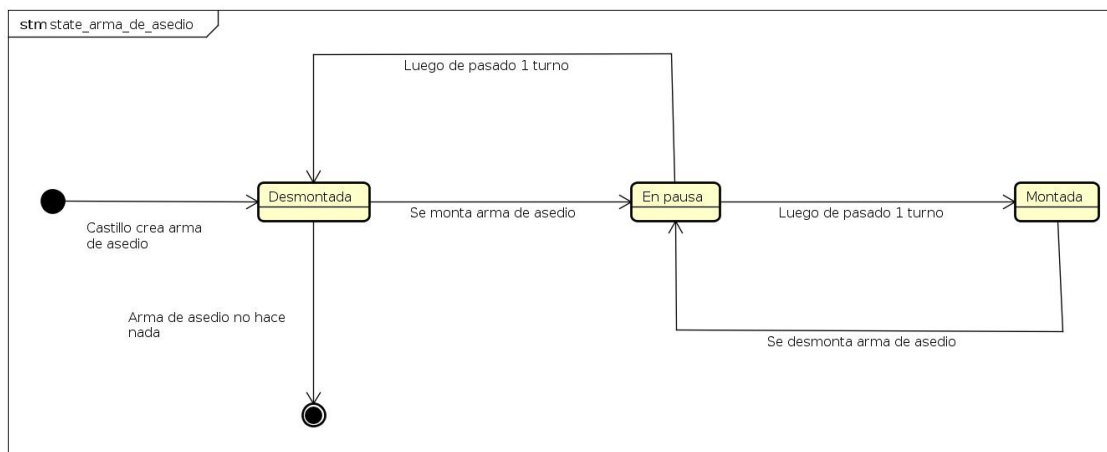 stm state_arma_de_asedio
Luego de pasado 1 turno
Desmontada
En pausa
Montada
Se monta arma de asedio
Luego de pasado 1 turno
Castillo crea arma
de asedio
Arma de asedio no hace
nada
Se desmonta arma de asedio